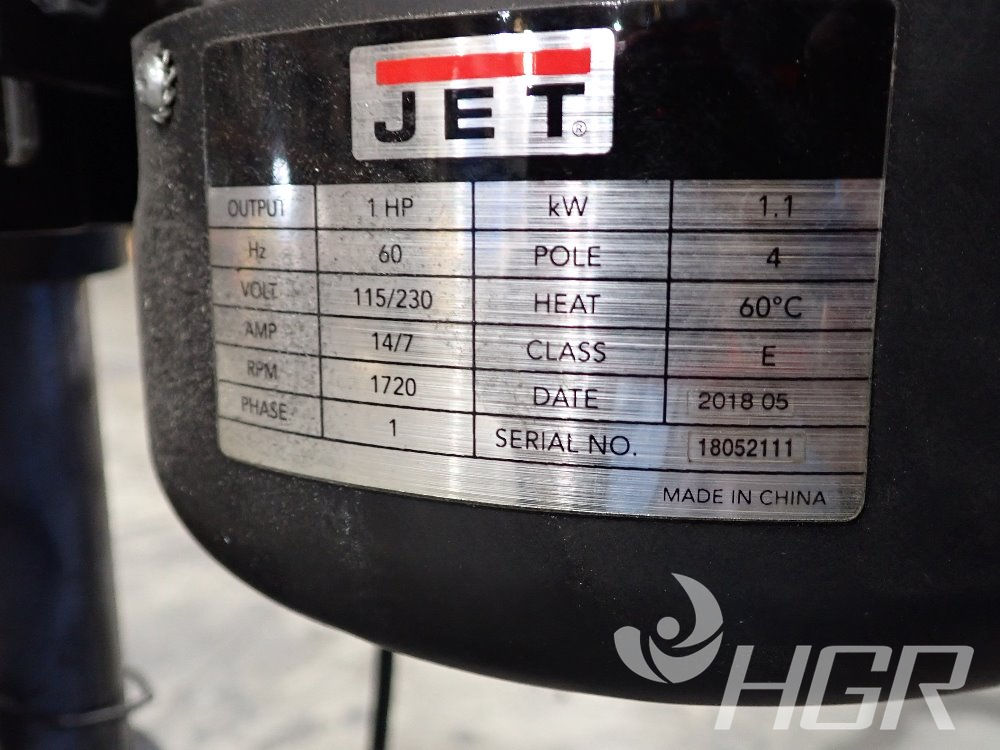 JET®
OUTPUT 1 HP kW 1.1
Hz 60 POLE 4
VOLT 115/230 HEAT 60°C
AMP 14/7 CLASS E
RPM 1720 DATE 2018 05
PHASE 1 SERIAL NO. 18052111
MADE IN CHINA
HGR